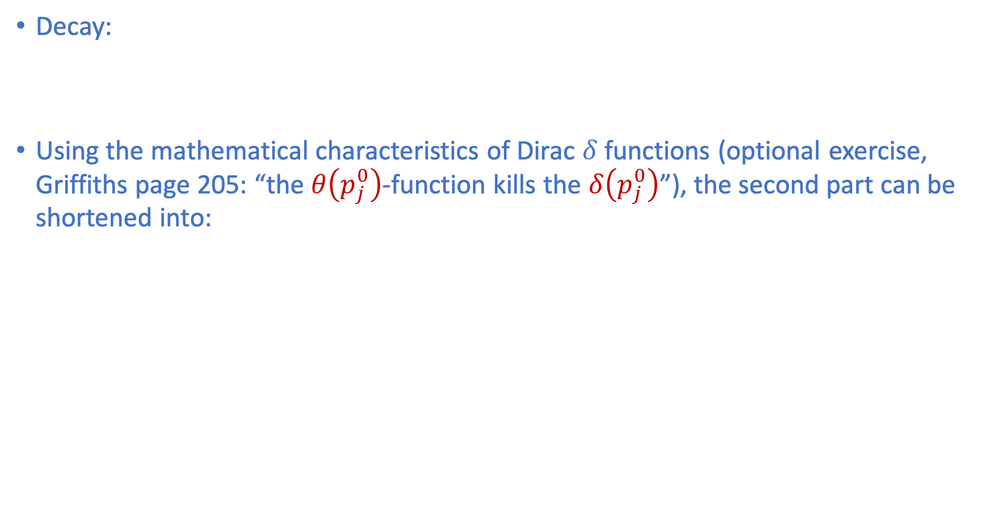 • Decay:
• Using the mathematical characteristics of Dirac δ functions (optional exercise,
Griffiths page 205: “the θ(p_j^0)-function kills the δ(p_j^0)”), the second part can be
shortened into: